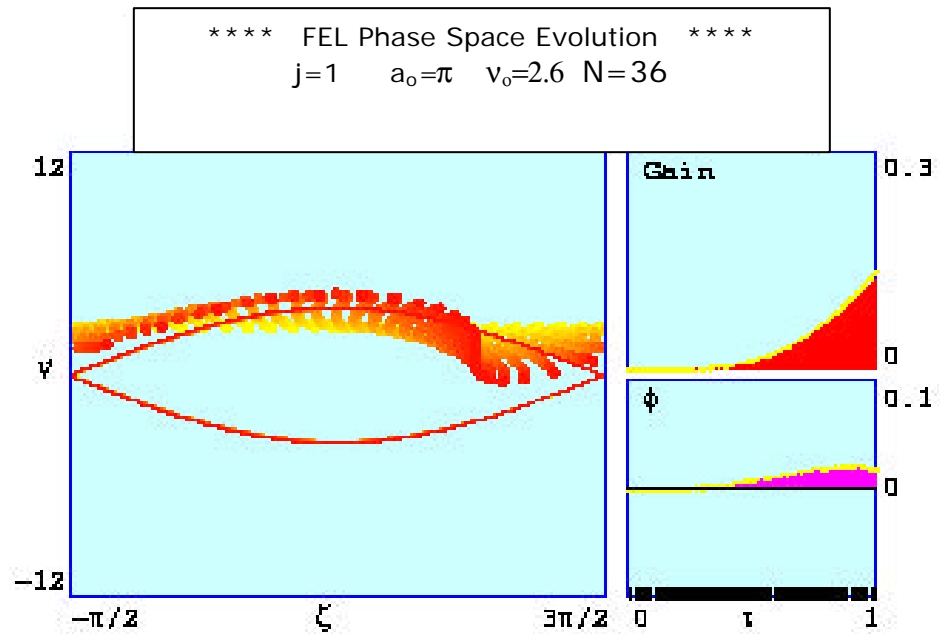 **** FEL Phase Space Evolution ****
j=1 aₒ=π νₒ=2.6 N=36
12
ν
-12
-π/2 ζ 3π/2
Gain
0.3
0
ϕ
0.1
0
0 τ 1